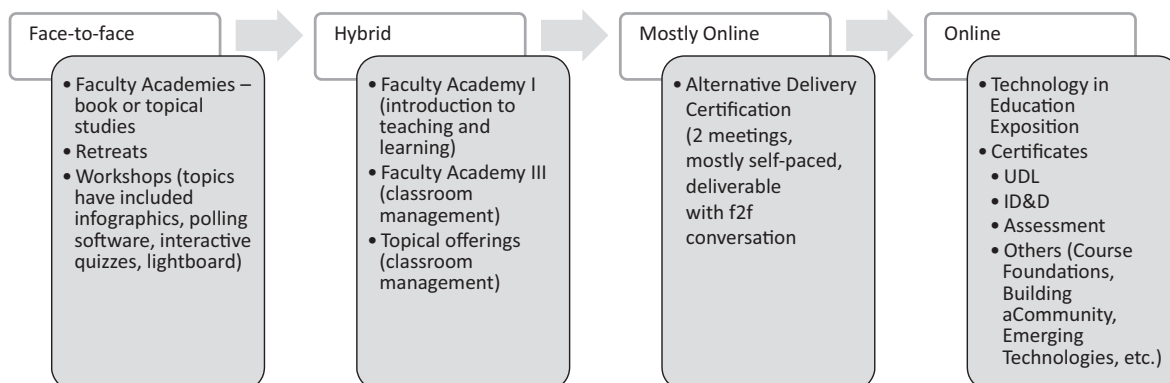 Face-to-face
• Faculty Academies –
book or topical
studies
• Retreats
• Workshops (topics
have included
infographics, polling
software, interactive
quizzes, lightboard)
Hybrid
• Faculty Academy I
(introduction to
teaching and
learning)
• Faculty Academy III
(classroom
management)
• Topical offerings
(classroom
management)
Mostly Online
• Alternative Delivery
Certification
(2 meetings,
mostly self-paced,
deliverable
with f2f
conversation
Online
• Technology in
Education
Exposition
• Certificates
• UDL
• ID&D
• Assessment
• Others (Course
Foundations,
Building
aCommunity,
Emerging
Technologies, etc.)